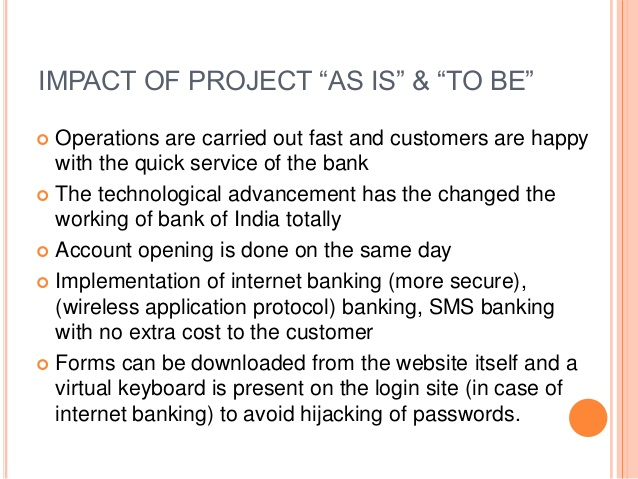 IMPACT OF PROJECT “AS IS” & “TO BE”
Operations are carried out fast and customers are happy
with the quick service of the bank
The technological advancement has the changed the
working of bank of India totally
Account opening is done on the same day
Implementation of internet banking (more secure),
(wireless application protocol) banking, SMS banking
with no extra cost to the customer
Forms can be downloaded from the website itself and a
virtual keyboard is present on the login site (in case of
internet banking) to avoid hijacking of passwords.